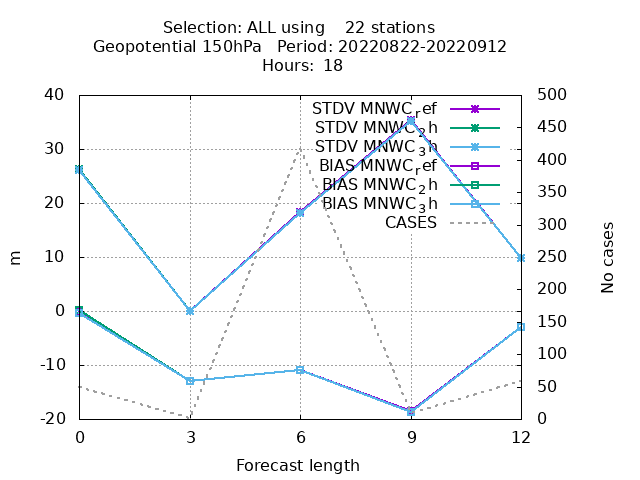 Selection: ALL using 22 stations
Geopotential 150hPa Period: 20220822-20220912
Hours: 18
40 500
STDV MNWC_ref
450
STDV MNWC_2h
30 STDV MNWC_3h
400
BIAS MNWC_ref
BIAS MNWC_2h
350
20 BIAS MNWC_3h
CASES 300
m
10 250
No cases
200
0
150
-10 100
50
-20 0
0 3 6 9 12
Forecast length